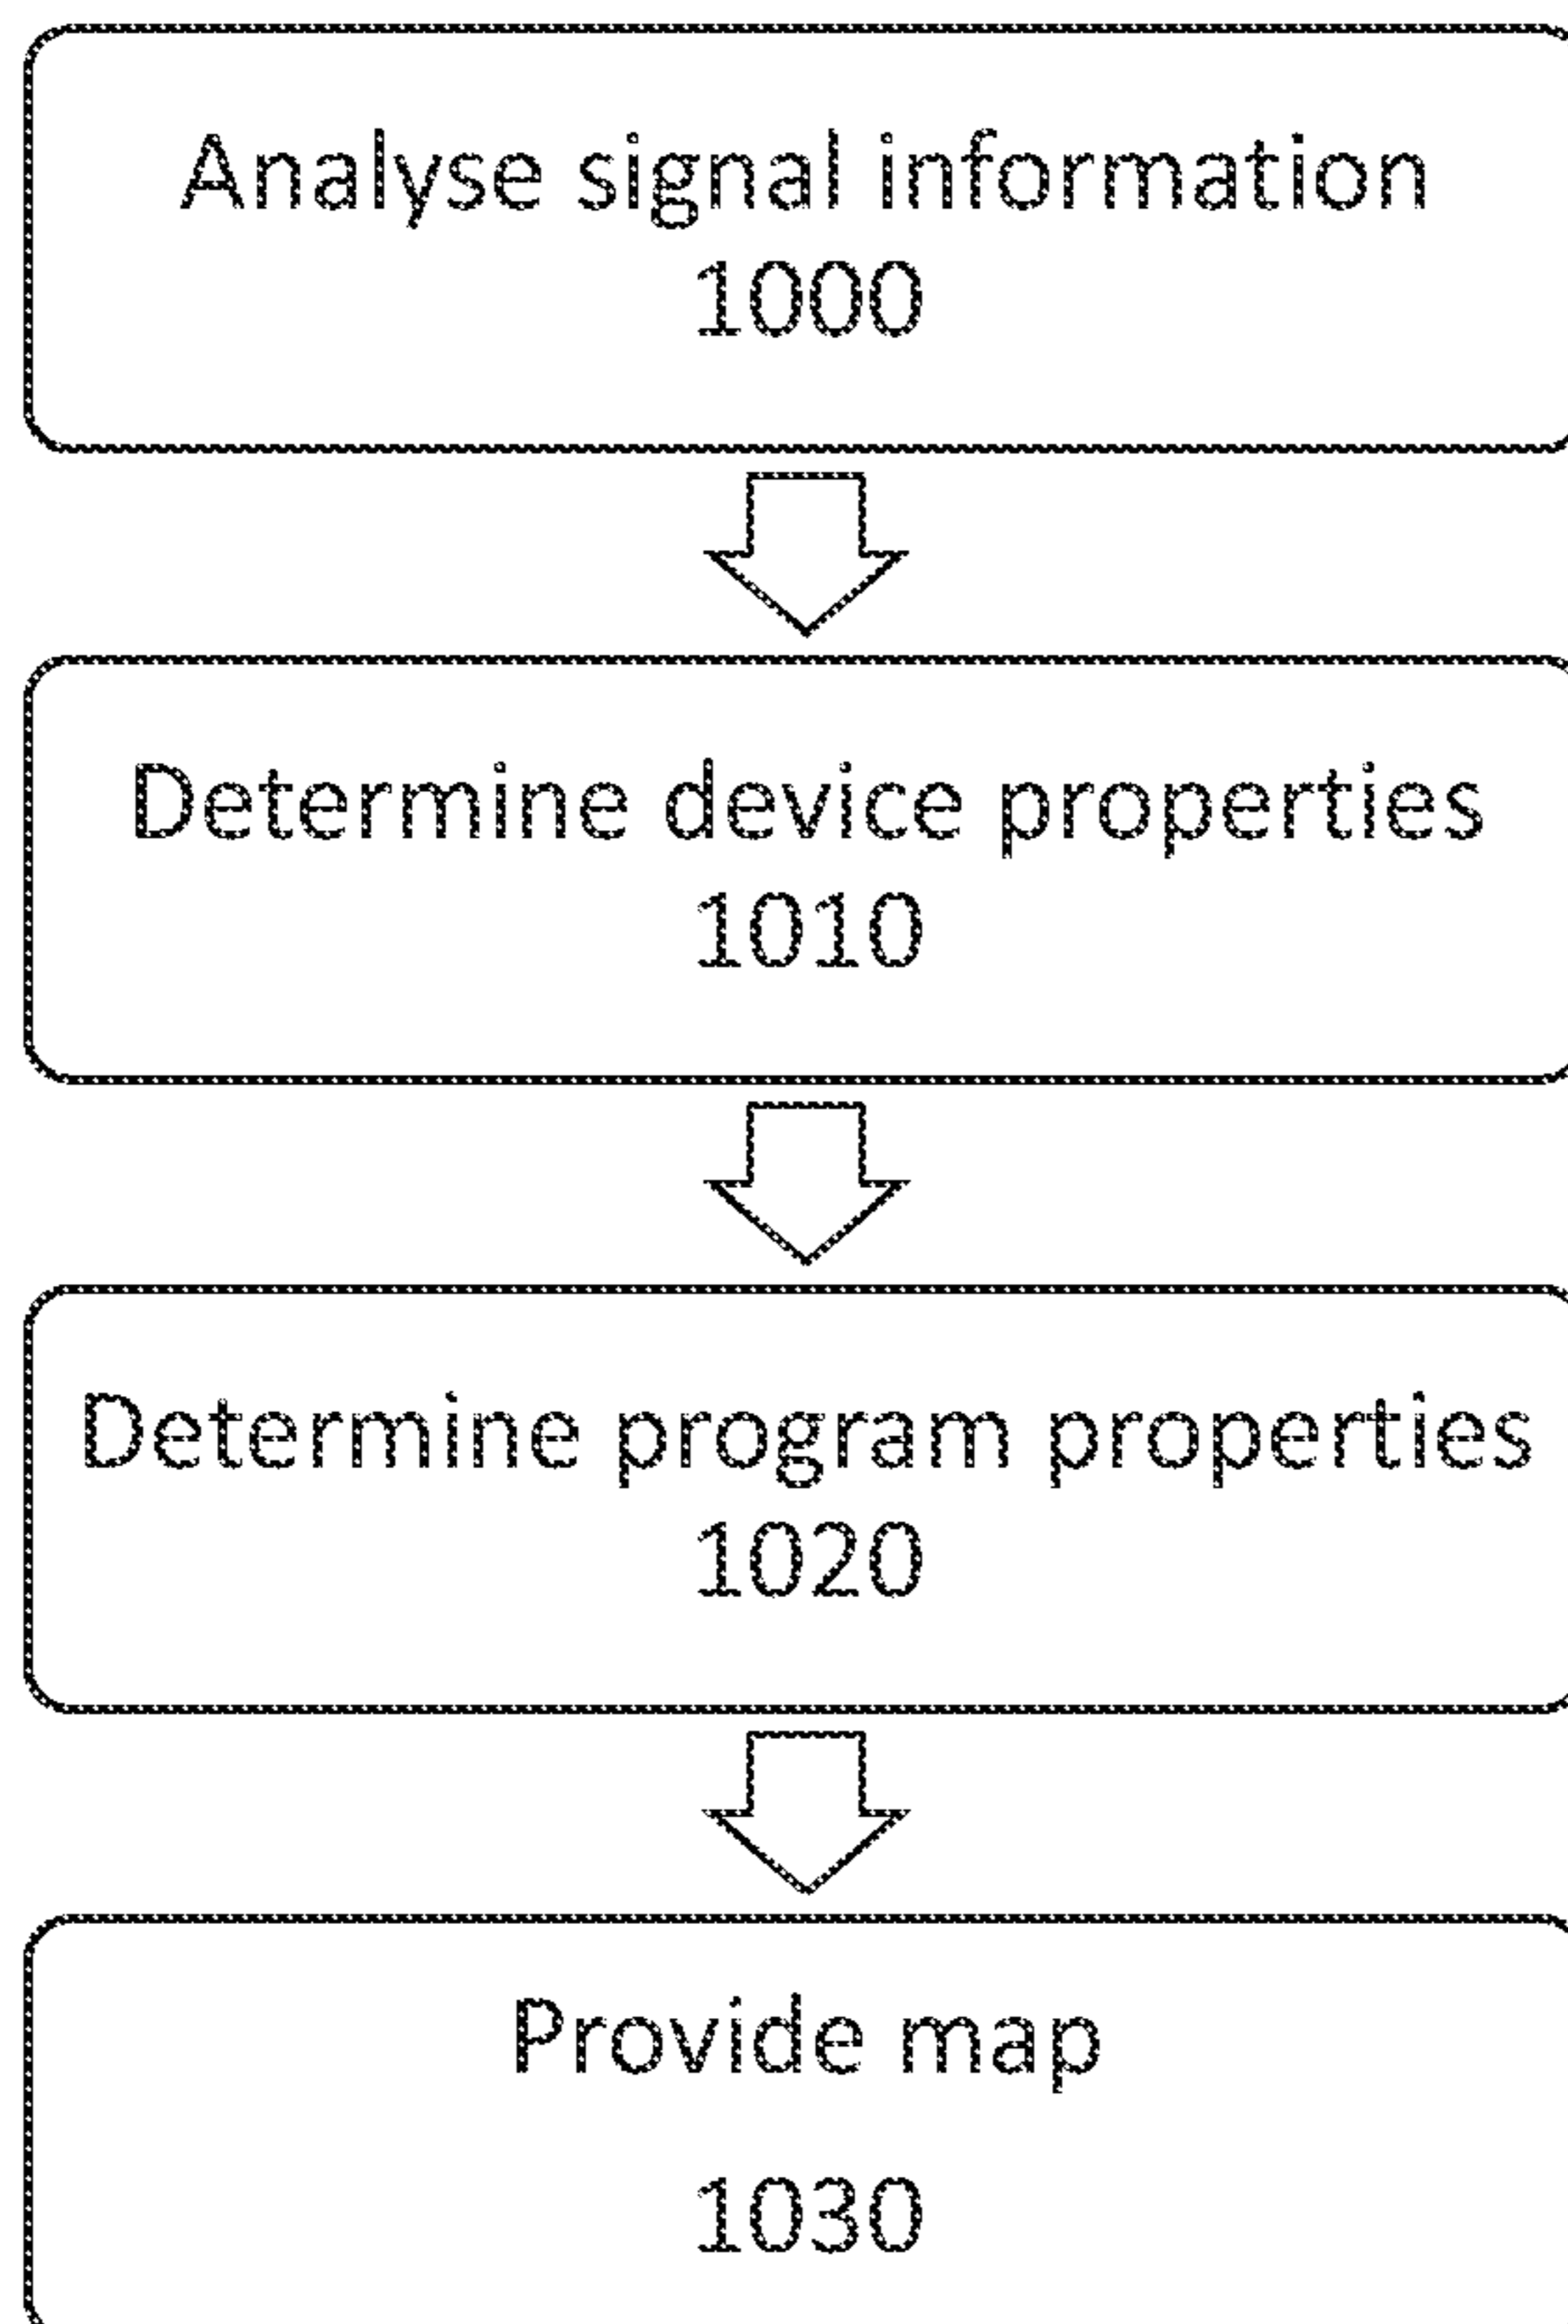 Analyse signal information
1000
Determine device properties
1010
Determine program properties
1020
Provide map
1030